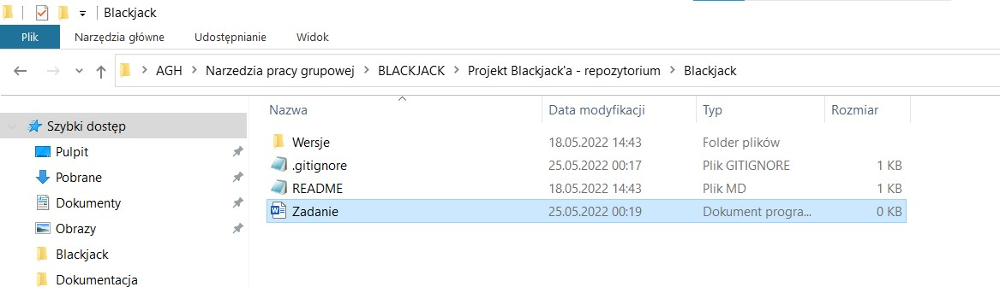 Blackjack
Plik Narzędzia główne Udostępnianie Widok
AGH Narzedzia pracy grupowej BLACKJACK Projekt Blackjack'a - repozytorium Blackjack
Nazwa Data modyfikacji Typ Rozmiar
Szybki dostęp
Pulpit
Pobrane
Dokumenty
Obrazy
Blackjack
Dokumentacja
Wersje 18.05.2022 14:43 Folder plików
.gitignore 25.05.2022 00:17 Plik GITIGNORE 1 KB
README 18.05.2022 14:43 Plik MD 1 KB
Zadanie 25.05.2022 00:19 Dokument progra... 0 KB